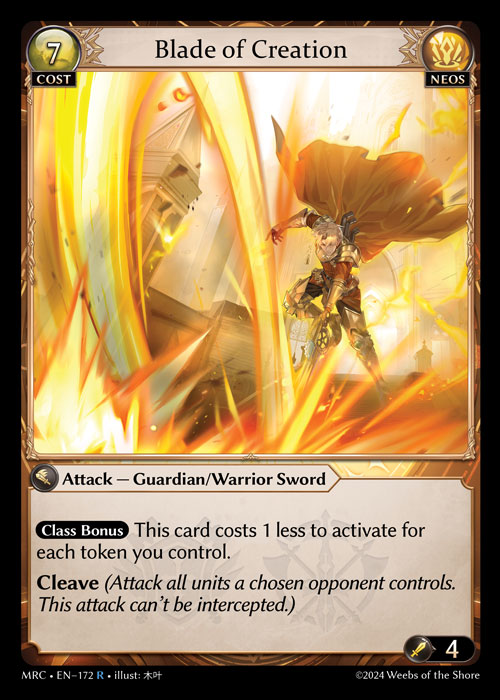 7
COST
Blade of Creation
NEOS
Attack — Guardian/Warrior Sword
Class Bonus This card costs 1 less to activate for
each token you control.
Cleave (Attack all units a chosen opponent controls.
This attack can't be intercepted.)
4
MRC • EN–172 R • illust: 木叶
©2024 Weebs of the Shore